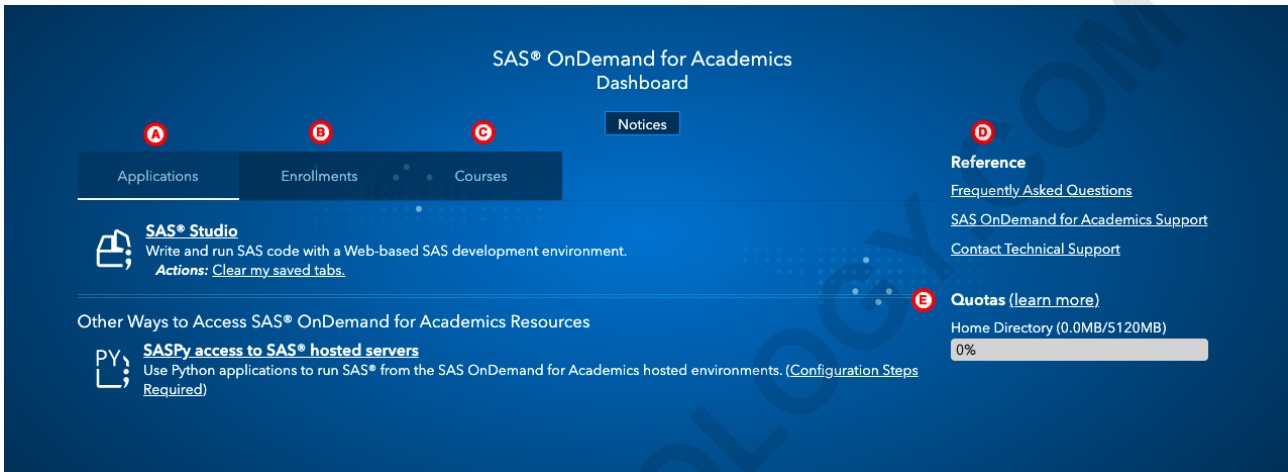 SAS® OnDemand for Academics
Dashboard
Notices
A
B
C
D
Applications
Enrollments
Courses
Reference
Frequently Asked Questions
SAS OnDemand for Academics Support
Contact Technical Support
SAS® Studio
Write and run SAS code with a Web-based SAS development environment.
Actions: Clear my saved tabs.
E
Quotas (learn more)
Home Directory (0.0MB/5120MB)
0%
Other Ways to Access SAS® OnDemand for Academics Resources
PY
SASPy access to SAS® hosted servers
Use Python applications to run SAS® from the SAS OnDemand for Academics hosted environments. (Configuration Steps
Required)
OLOGY.COM